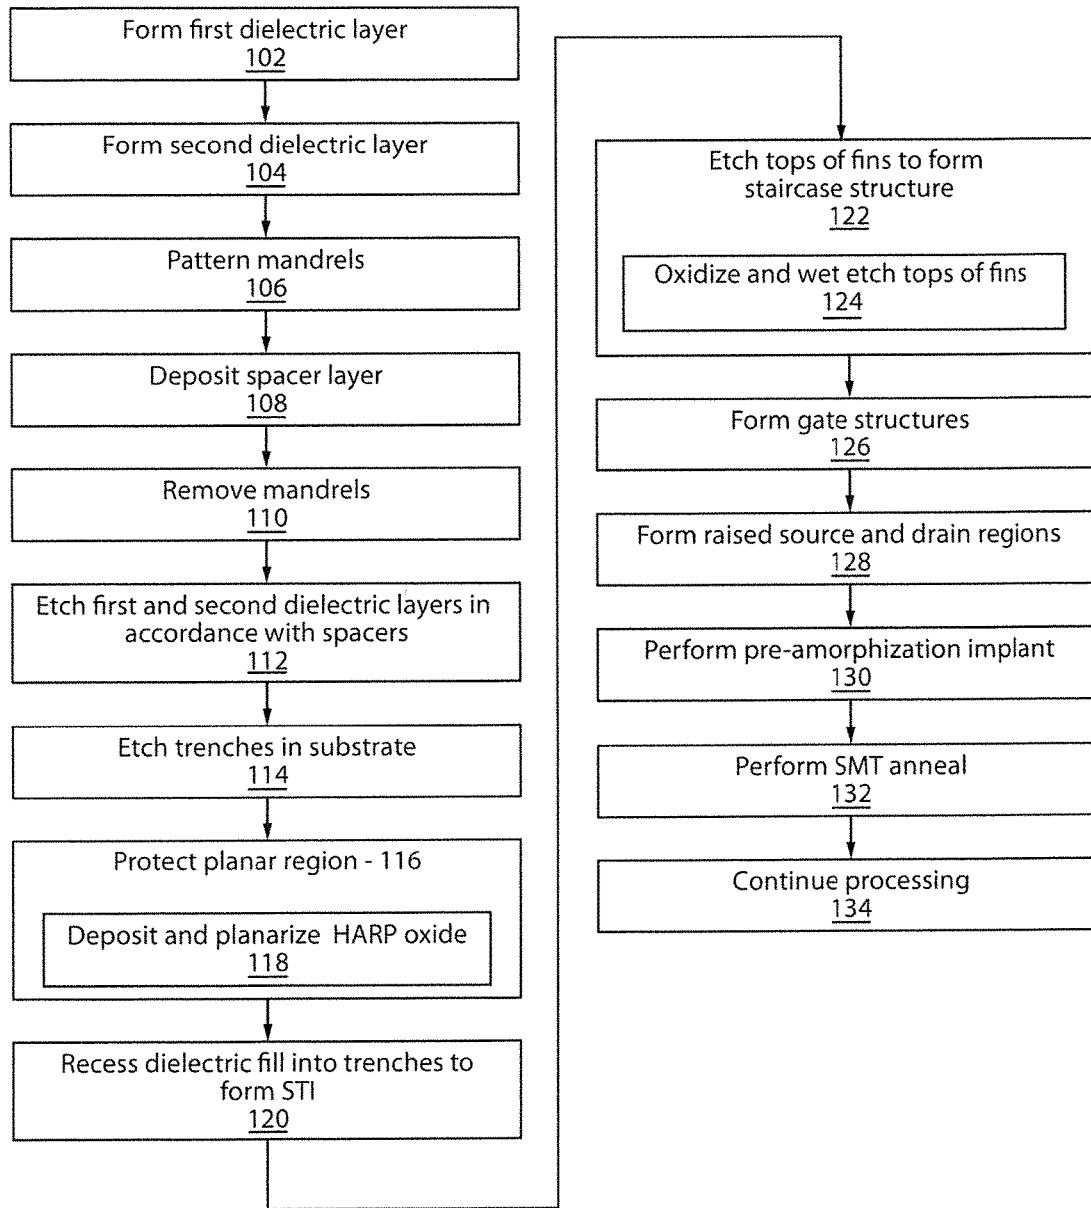 Form first dielectric layer
102
Form second dielectric layer
104
Pattern mandrels
106
Deposit spacer layer
108
Remove mandrels
110
Etch first and second dielectric layers in
accordance with spacers
112
Etch trenches in substrate
114
Protect planar region - 116
Deposit and planarize HARP oxide
118
Recess dielectric fill into trenches to
form STI
120
Etch tops of fins to form
staircase structure
122
Oxidize and wet etch tops of fins
124
Form gate structures
126
Form raised source and drain regions
128
Perform pre-amorphization implant
130
Perform SMT anneal
132
Continue processing
134